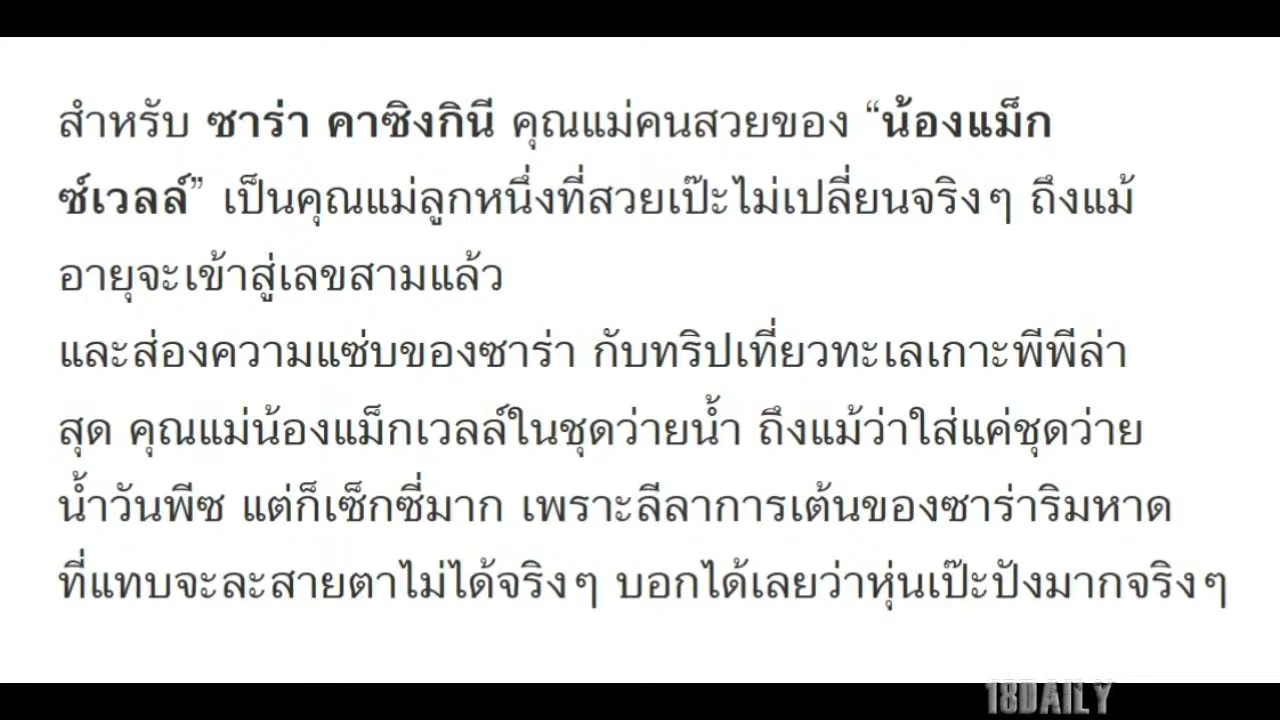 สำหรับ ซาร่า คาซิงกินี คุณแม่คนสวยของ “น้องแม็ก
ซ์เวลล์” เป็นคุณแม่ลูกหนึ่งที่สวยเป๊ะไม่เปลี่ยนจริงๆ ถึงแม้
อายุจะเข้าสู่เลขสามแล้ว
และส่องความแซ่บของซาร่า กับทริปเที่ยวทะเลเกาะพีพีล่า
สุด คุณแม่น้องแม็กเวลล์ในชุดว่ายน้ำ ถึงแม้ว่าใส่แค่ชุดว่าย
น้ำวันพีซ แต่ก็เซ็กซี่มาก เพราะลีลาการเต้นของซาร่าริมหาด
ที่แทบจะละสายตาไม่ได้จริงๆ บอกได้เลยว่าหุ่นเป๊ะปังมากจริงๆ
18DAILY